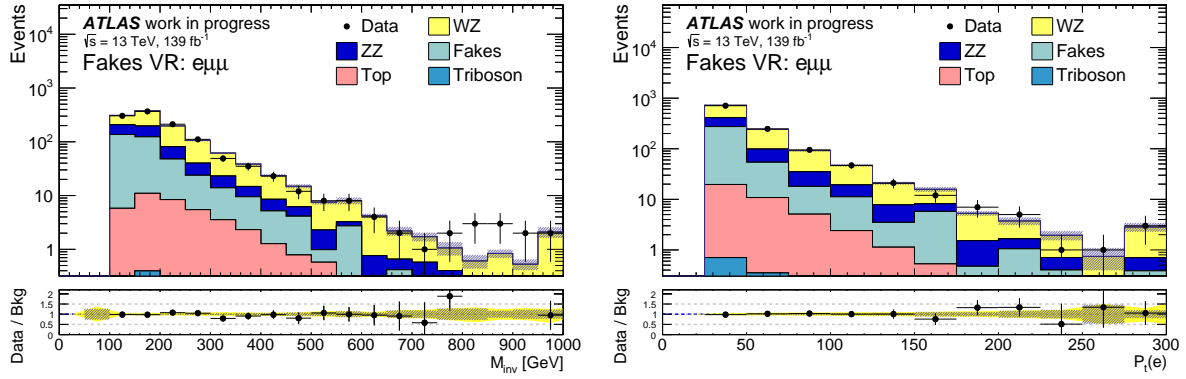 Events
10⁴
10³
10²
10
1
ATLAS work in progress
√s = 13 TeV, 139 fb⁻¹
Fakes VR: eμμ
Data
WZ
ZZ
Fakes
Top
Triboson
Data / Bkg
2
1.5
1
0.5
0
0 100 200 300 400 500 600 700 800 900 1000
M_inv [GeV]
Events
10⁴
10³
10²
10
1
ATLAS work in progress
√s = 13 TeV, 139 fb⁻¹
Fakes VR: eμμ
Data
WZ
ZZ
Fakes
Top
Triboson
Data / Bkg
2
1.5
1
0.5
0
0 50 100 150 200 250 300
P_t(e)